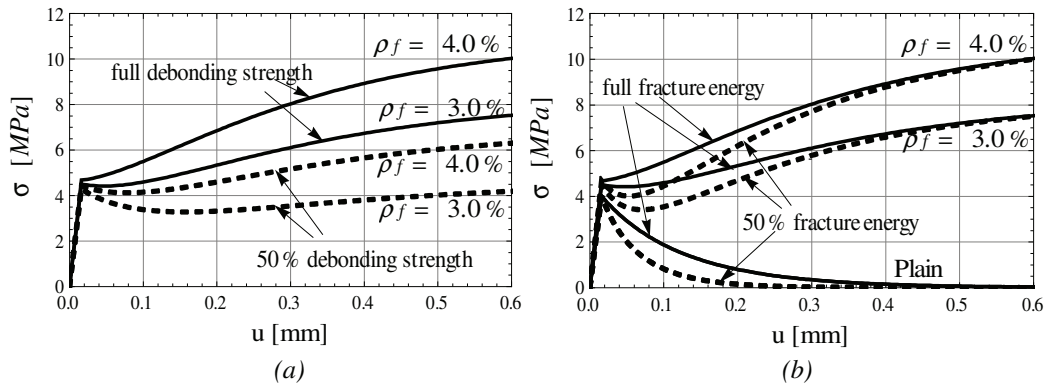 12
10
8
6
4
2
0
σ [MPa]
ρf = 4.0 %
full debonding strength
ρf = 3.0 %
ρf = 4.0 %
ρf = 3.0 %
50 % debonding strength
0.0 0.1 0.2 0.3 0.4 0.5 0.6
u [mm]
(a)
12
10
8
6
4
2
0
σ [MPa]
ρf = 4.0 %
full fracture energy
ρf = 3.0 %
50 % fracture energy
Plain
0.0 0.1 0.2 0.3 0.4 0.5 0.6
u [mm]
(b)